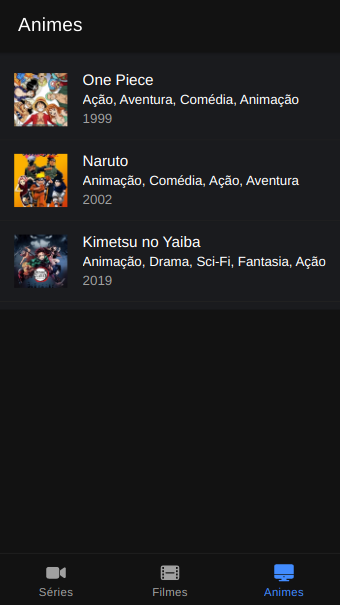 Animes
One Piece
Ação, Aventura, Comédia, Animação
1999
Naruto
Animação, Comédia, Ação, Aventura
2002
Kimetsu no Yaiba
Animação, Drama, Sci-Fi, Fantasia, Ação
2019
Séries
Filmes
Animes